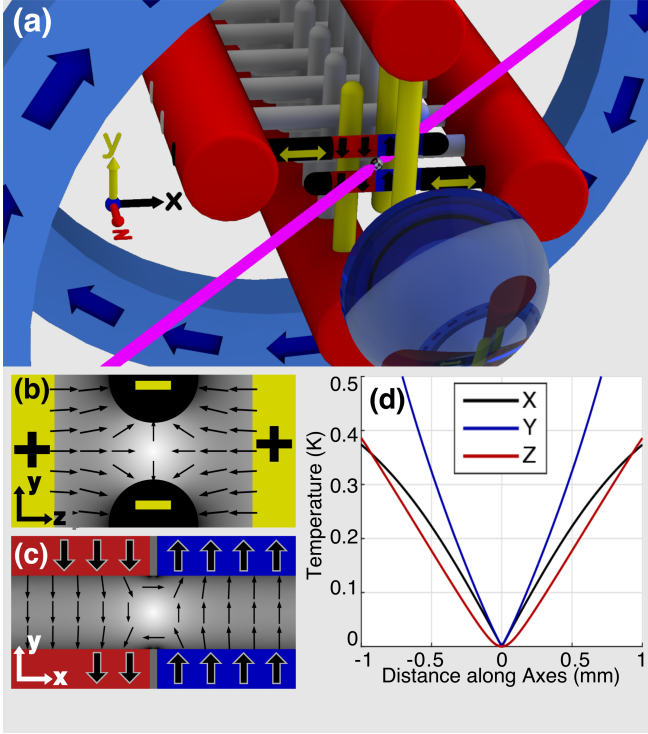 (a)
y
x
z
(b)
+
−
+
−
y
z
(c)
y
x
(d)
X
Y
Z
Temperature (K)
0.5
0.4
0.3
0.2
0.1
0
-1
-0.5
0
0.5
1
Distance along Axes (mm)